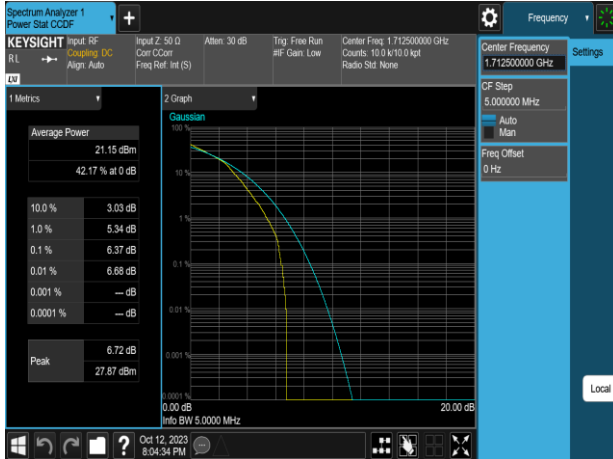 Spectrum Analyzer 1
Power Stat CCDF
Frequency
KEYSIGHT
RL
Input: RF
Coupling: DC
Align: Auto
Input Z: 50 Ω
Corr CCorr
Freq Ref: Int (S)
Atten: 30 dB
Trig: Free Run
#IF Gain: Low
Center Freq: 1.712500000 GHz
Counts: 10.0 k/10.0 kpt
Radio Std: None
LXI
1 Metrics
Average Power
21.15 dBm
42.17 % at 0 dB
10.0 % 3.03 dB
1.0 % 5.34 dB
0.1 % 6.37 dB
0.01 % 6.68 dB
0.001 % --- dB
0.0001 % --- dB
Peak
6.72 dB
27.87 dBm
2 Graph
Gaussian
100 %
10 %
1 %
0.1 %
0.01 %
0.001 %
0.0001 %
0.00 dB
20.00 dB
Info BW 5.0000 MHz
Center Frequency
1.712500000 GHz
CF Step
5.000000 MHz
Auto
Man
Freq Offset
0 Hz
Settings
Local
Oct 12, 2023
8:04:34 PM